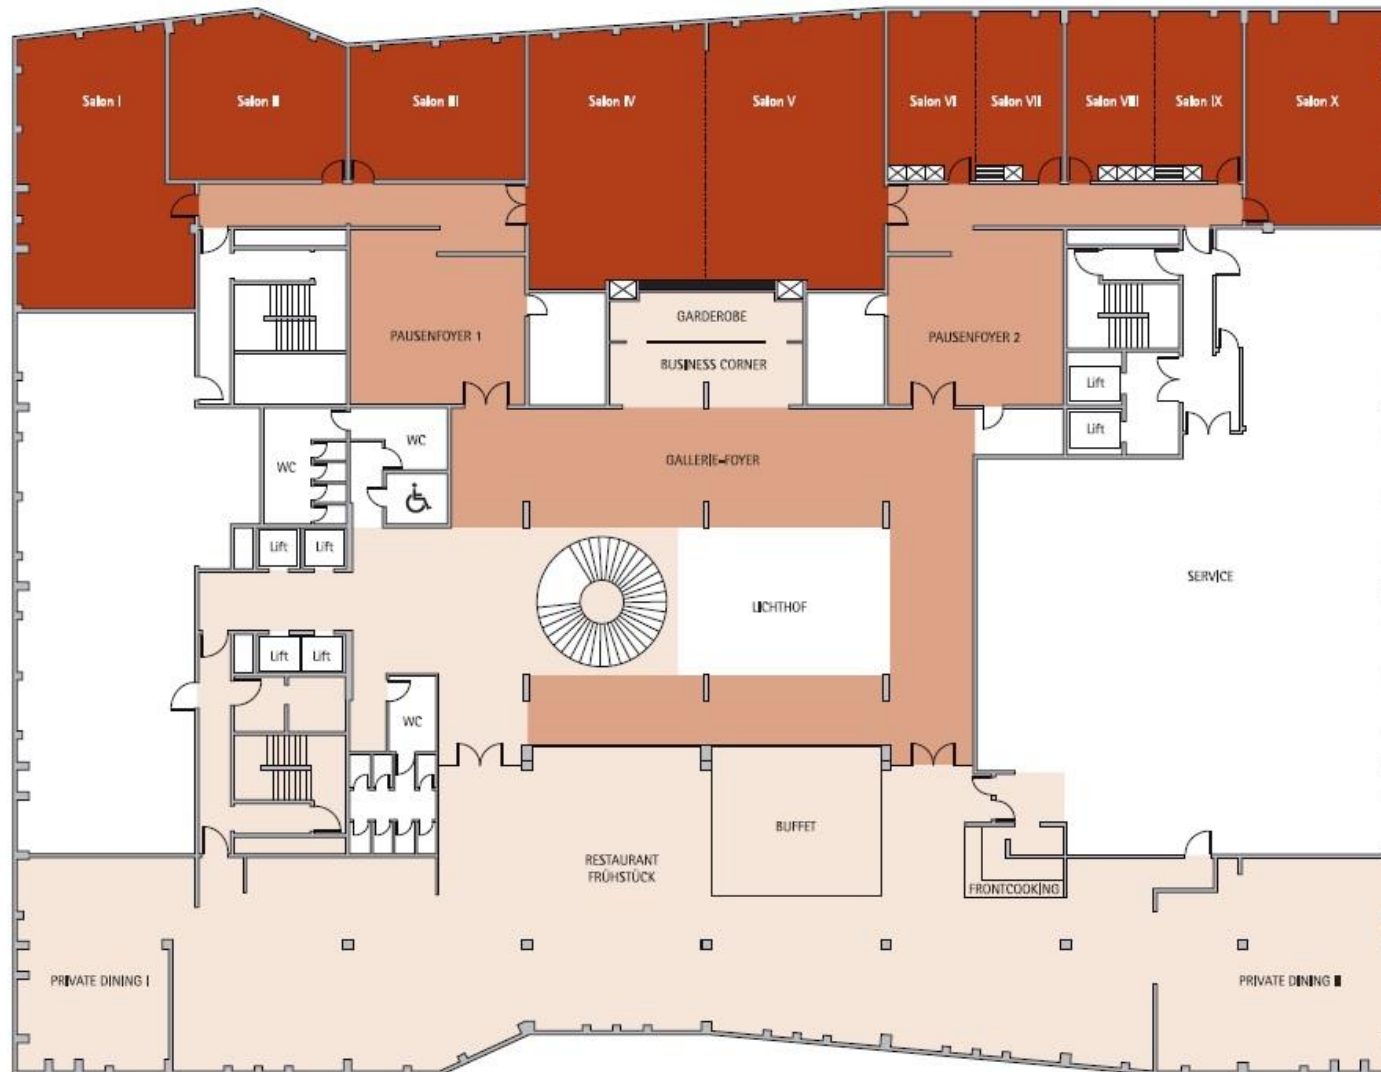 Salon I
Salon II
Salon III
Salon IV
Salon V
Salon VI
Salon VII
Salon VIII
Salon IX
Salon X
GARDEROBE
PAUSENFOYER 1
BUSINESS CORNER
PAUSENFOYER 2
Lift
Lift
WC
WC
GALLERIE-FOYER
Lift
Lift
SERVICE
LICHTHOF
Lift
Lift
WC
BUFFET
RESTAURANT
FRÜHSTÜCK
FRONTCOOKING
PRIVATE DINING I
PRIVATE DINING II